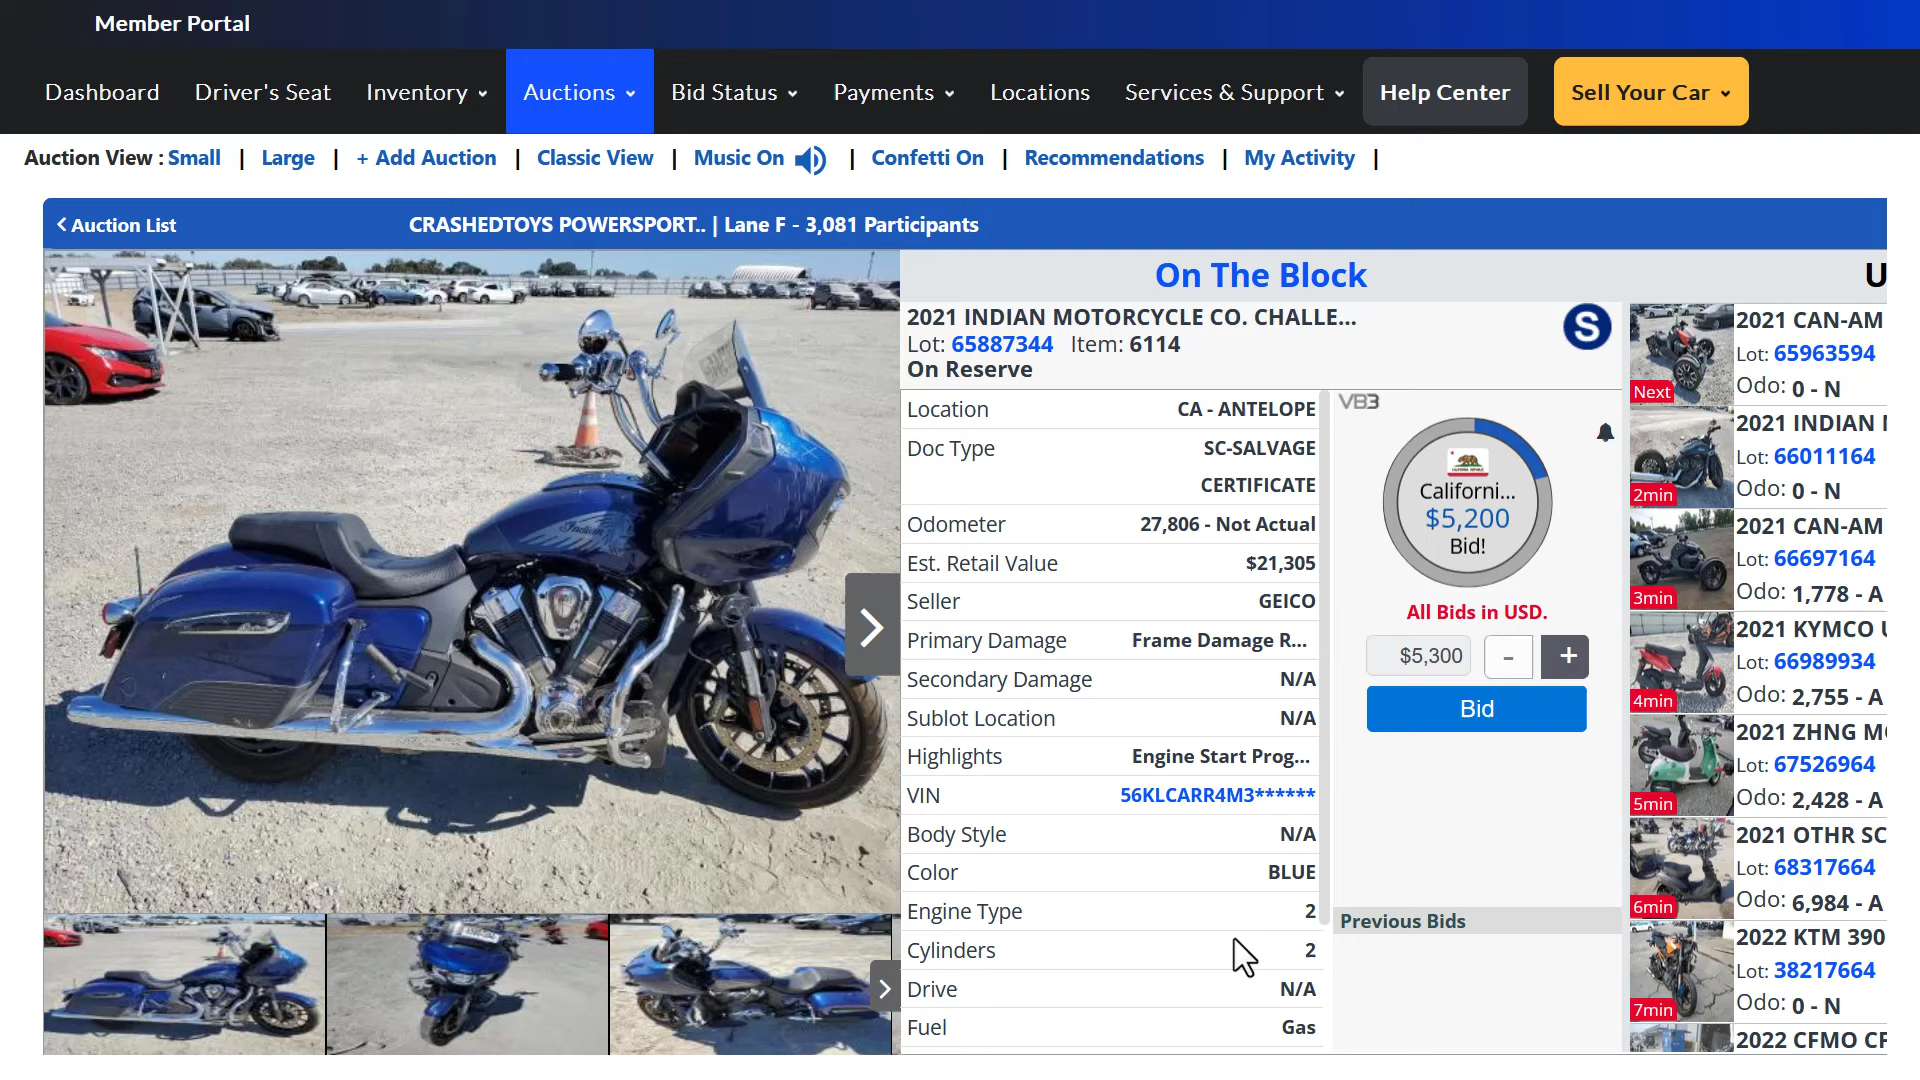 Member Portal
Dashboard Driver's Seat Inventory Auctions Bid Status Payments Locations Services & Support Help Center Sell Your Car
Auction View : Small | Large | + Add Auction | Classic View | Music On | Confetti On | Recommendations | My Activity |
Auction List CRASHEDTOYS POWERSPORT.. | Lane F - 3,081 Participants
On The Block
U
2021 INDIAN MOTORCYCLE CO. CHALLE...
Lot: 65887344 Item: 6114
On Reserve
S
Location CA - ANTELOPE
Doc Type SC-SALVAGE
CERTIFICATE
Odometer 27,806 - Not Actual
Est. Retail Value $21,305
Seller GEICO
Primary Damage Frame Damage R...
Secondary Damage N/A
Sublot Location N/A
Highlights Engine Start Prog...
VIN 56KLCARR4M3******
Body Style N/A
Color BLUE
Engine Type 2
Cylinders 2
Drive N/A
Fuel Gas
VB3
Californi...
$5,200
Bid!
All Bids in USD.
$5,300 - +
Bid
Previous Bids
2021 CAN-AM
Lot: 65963594
Next
Odo: 0 - N
2021 INDIAN
Lot: 66011164
2min
Odo: 0 - N
2021 CAN-AM
Lot: 66697164
3min
Odo: 1,778 - A
2021 KYMCO
Lot: 66989934
4min
Odo: 2,755 - A
2021 ZHNG
Lot: 67526964
5min
Odo: 2,428 - A
2021 OTHR SC
Lot: 68317664
6min
Odo: 6,984 - A
2022 KTM 390
Lot: 38217664
7min
Odo: 0 - N
2022 CFMO
Indian